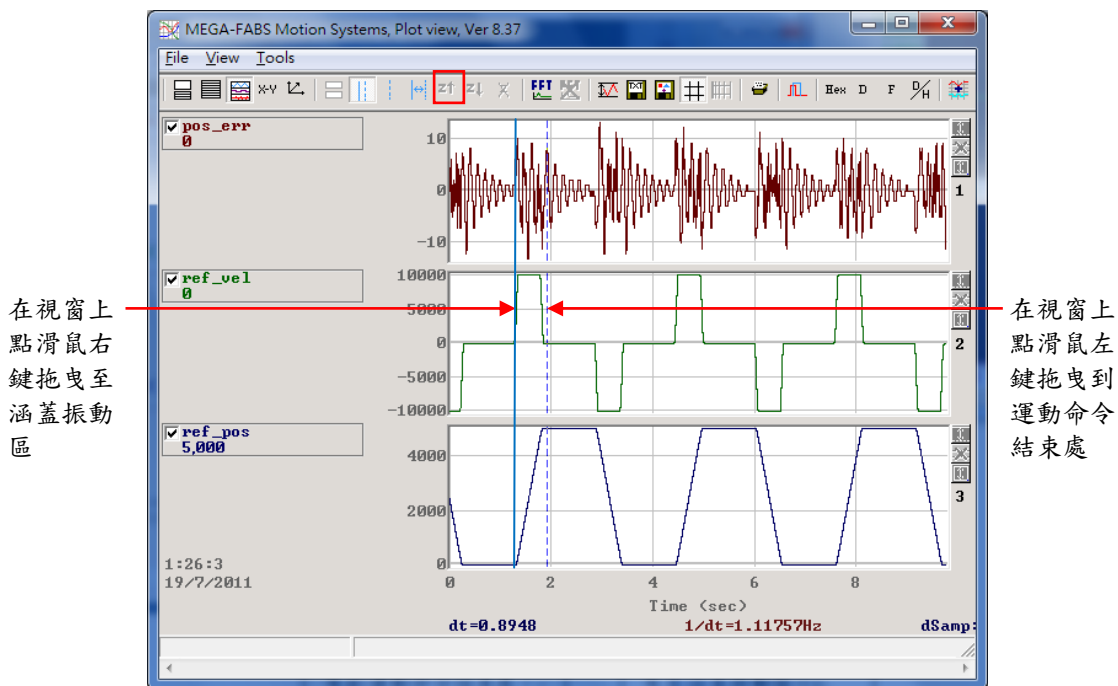 MEGA-FABS Motion Systems, Plot view, Ver 8.37
File View Tools
X-Y
z↑ z↓
FFT
TXT
Hex D F D/H
pos_err
0
10
0
-10
1
ref_vel
0
10000
5000
0
-5000
-10000
2
ref_pos
5,000
4000
2000
0
3
1:26:3
19/7/2011
0 2 4 6 8
Time (sec)
dt=0.8948 1/dt=1.11757Hz dSamp:
在視窗上
點滑鼠右
鍵拖曳至
涵蓋振動
區
在視窗上
點滑鼠左
鍵拖曳到
運動命令
結束處